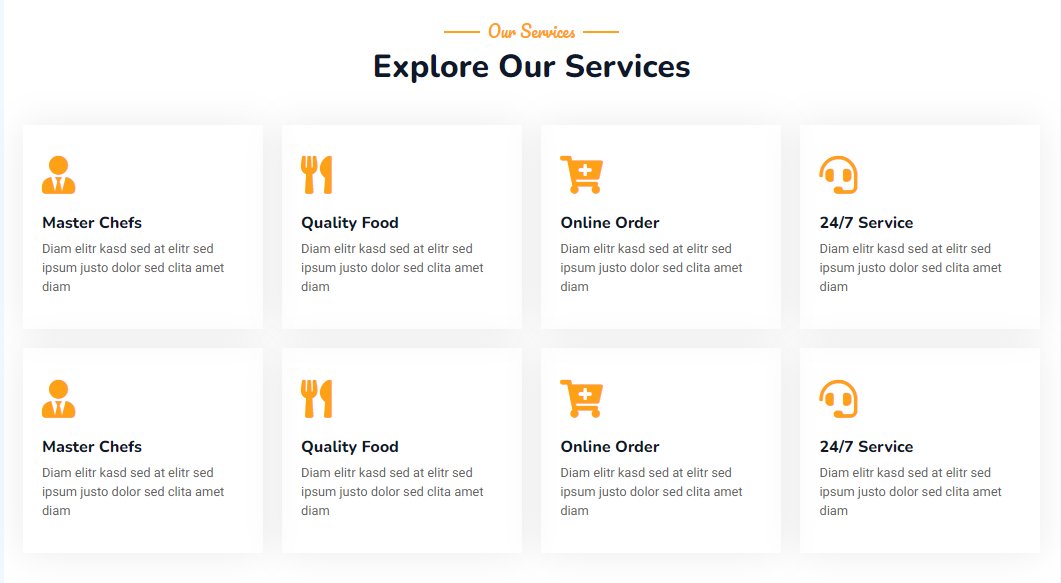 Our Services
Explore Our Services
Master Chefs
Diam elitr kasd sed at elitr sed
ipsum justo dolor sed clita amet
diam
Quality Food
Diam elitr kasd sed at elitr sed
ipsum justo dolor sed clita amet
diam
Online Order
Diam elitr kasd sed at elitr sed
ipsum justo dolor sed clita amet
diam
24/7 Service
Diam elitr kasd sed at elitr sed
ipsum justo dolor sed clita amet
diam
Master Chefs
Diam elitr kasd sed at elitr sed
ipsum justo dolor sed clita amet
diam
Quality Food
Diam elitr kasd sed at elitr sed
ipsum justo dolor sed clita amet
diam
Online Order
Diam elitr kasd sed at elitr sed
ipsum justo dolor sed clita amet
diam
24/7 Service
Diam elitr kasd sed at elitr sed
ipsum justo dolor sed clita amet
diam